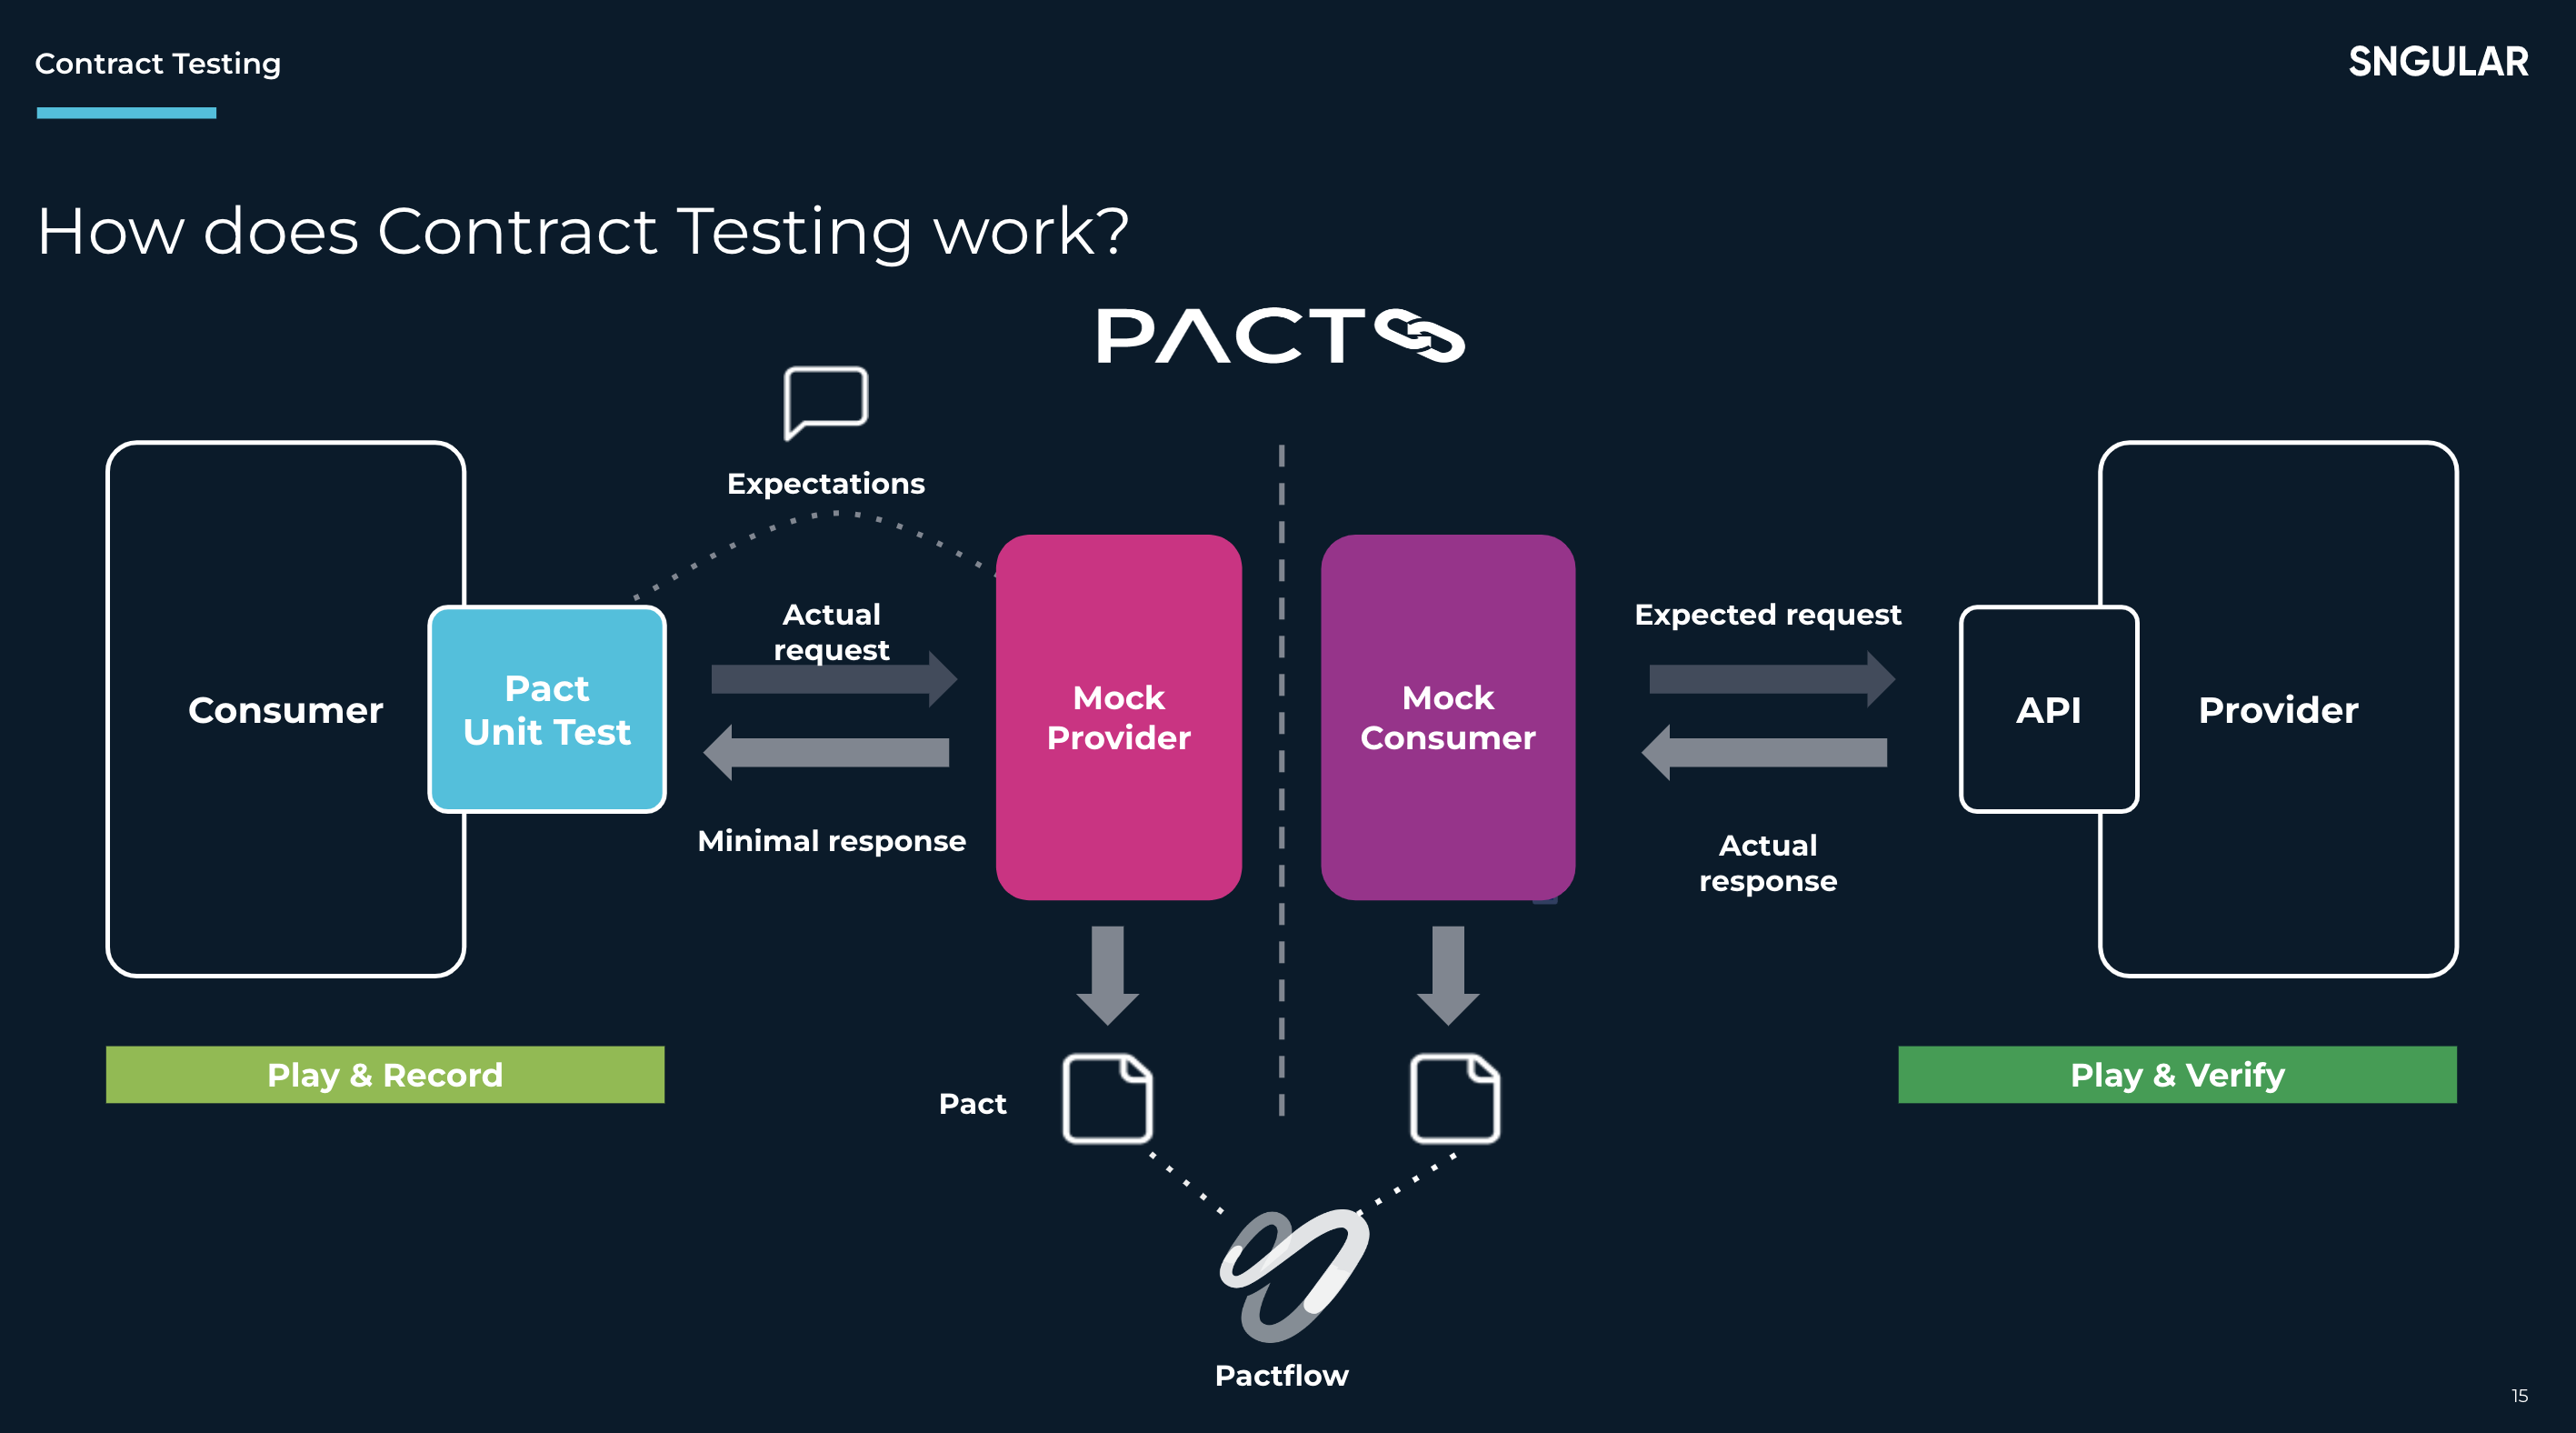 Contract Testing
SNGULAR
How does Contract Testing work?
PACT
Expectations
Actual
request
Expected request
Consumer
Pact
Unit Test
Mock
Provider
Mock
Consumer
API
Provider
Minimal response
Actual
response
Play & Record
Play & Verify
Pact
Pactflow
15